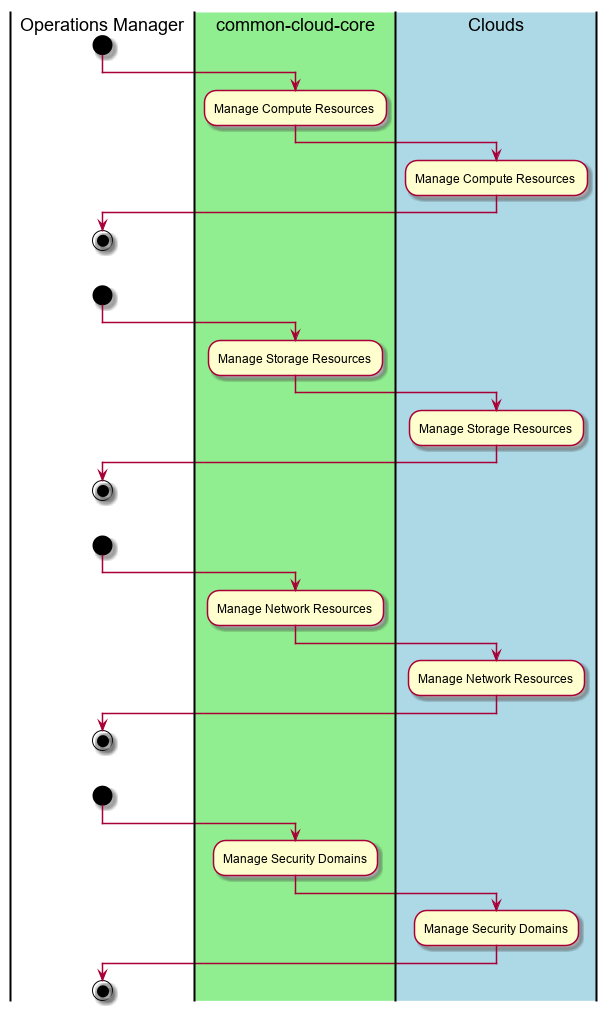 Operations Manager
common-cloud-core
Clouds
Manage Compute Resources
Manage Compute Resources
Manage Storage Resources
Manage Storage Resources
Manage Network Resources
Manage Network Resources
Manage Security Domains
Manage Security Domains